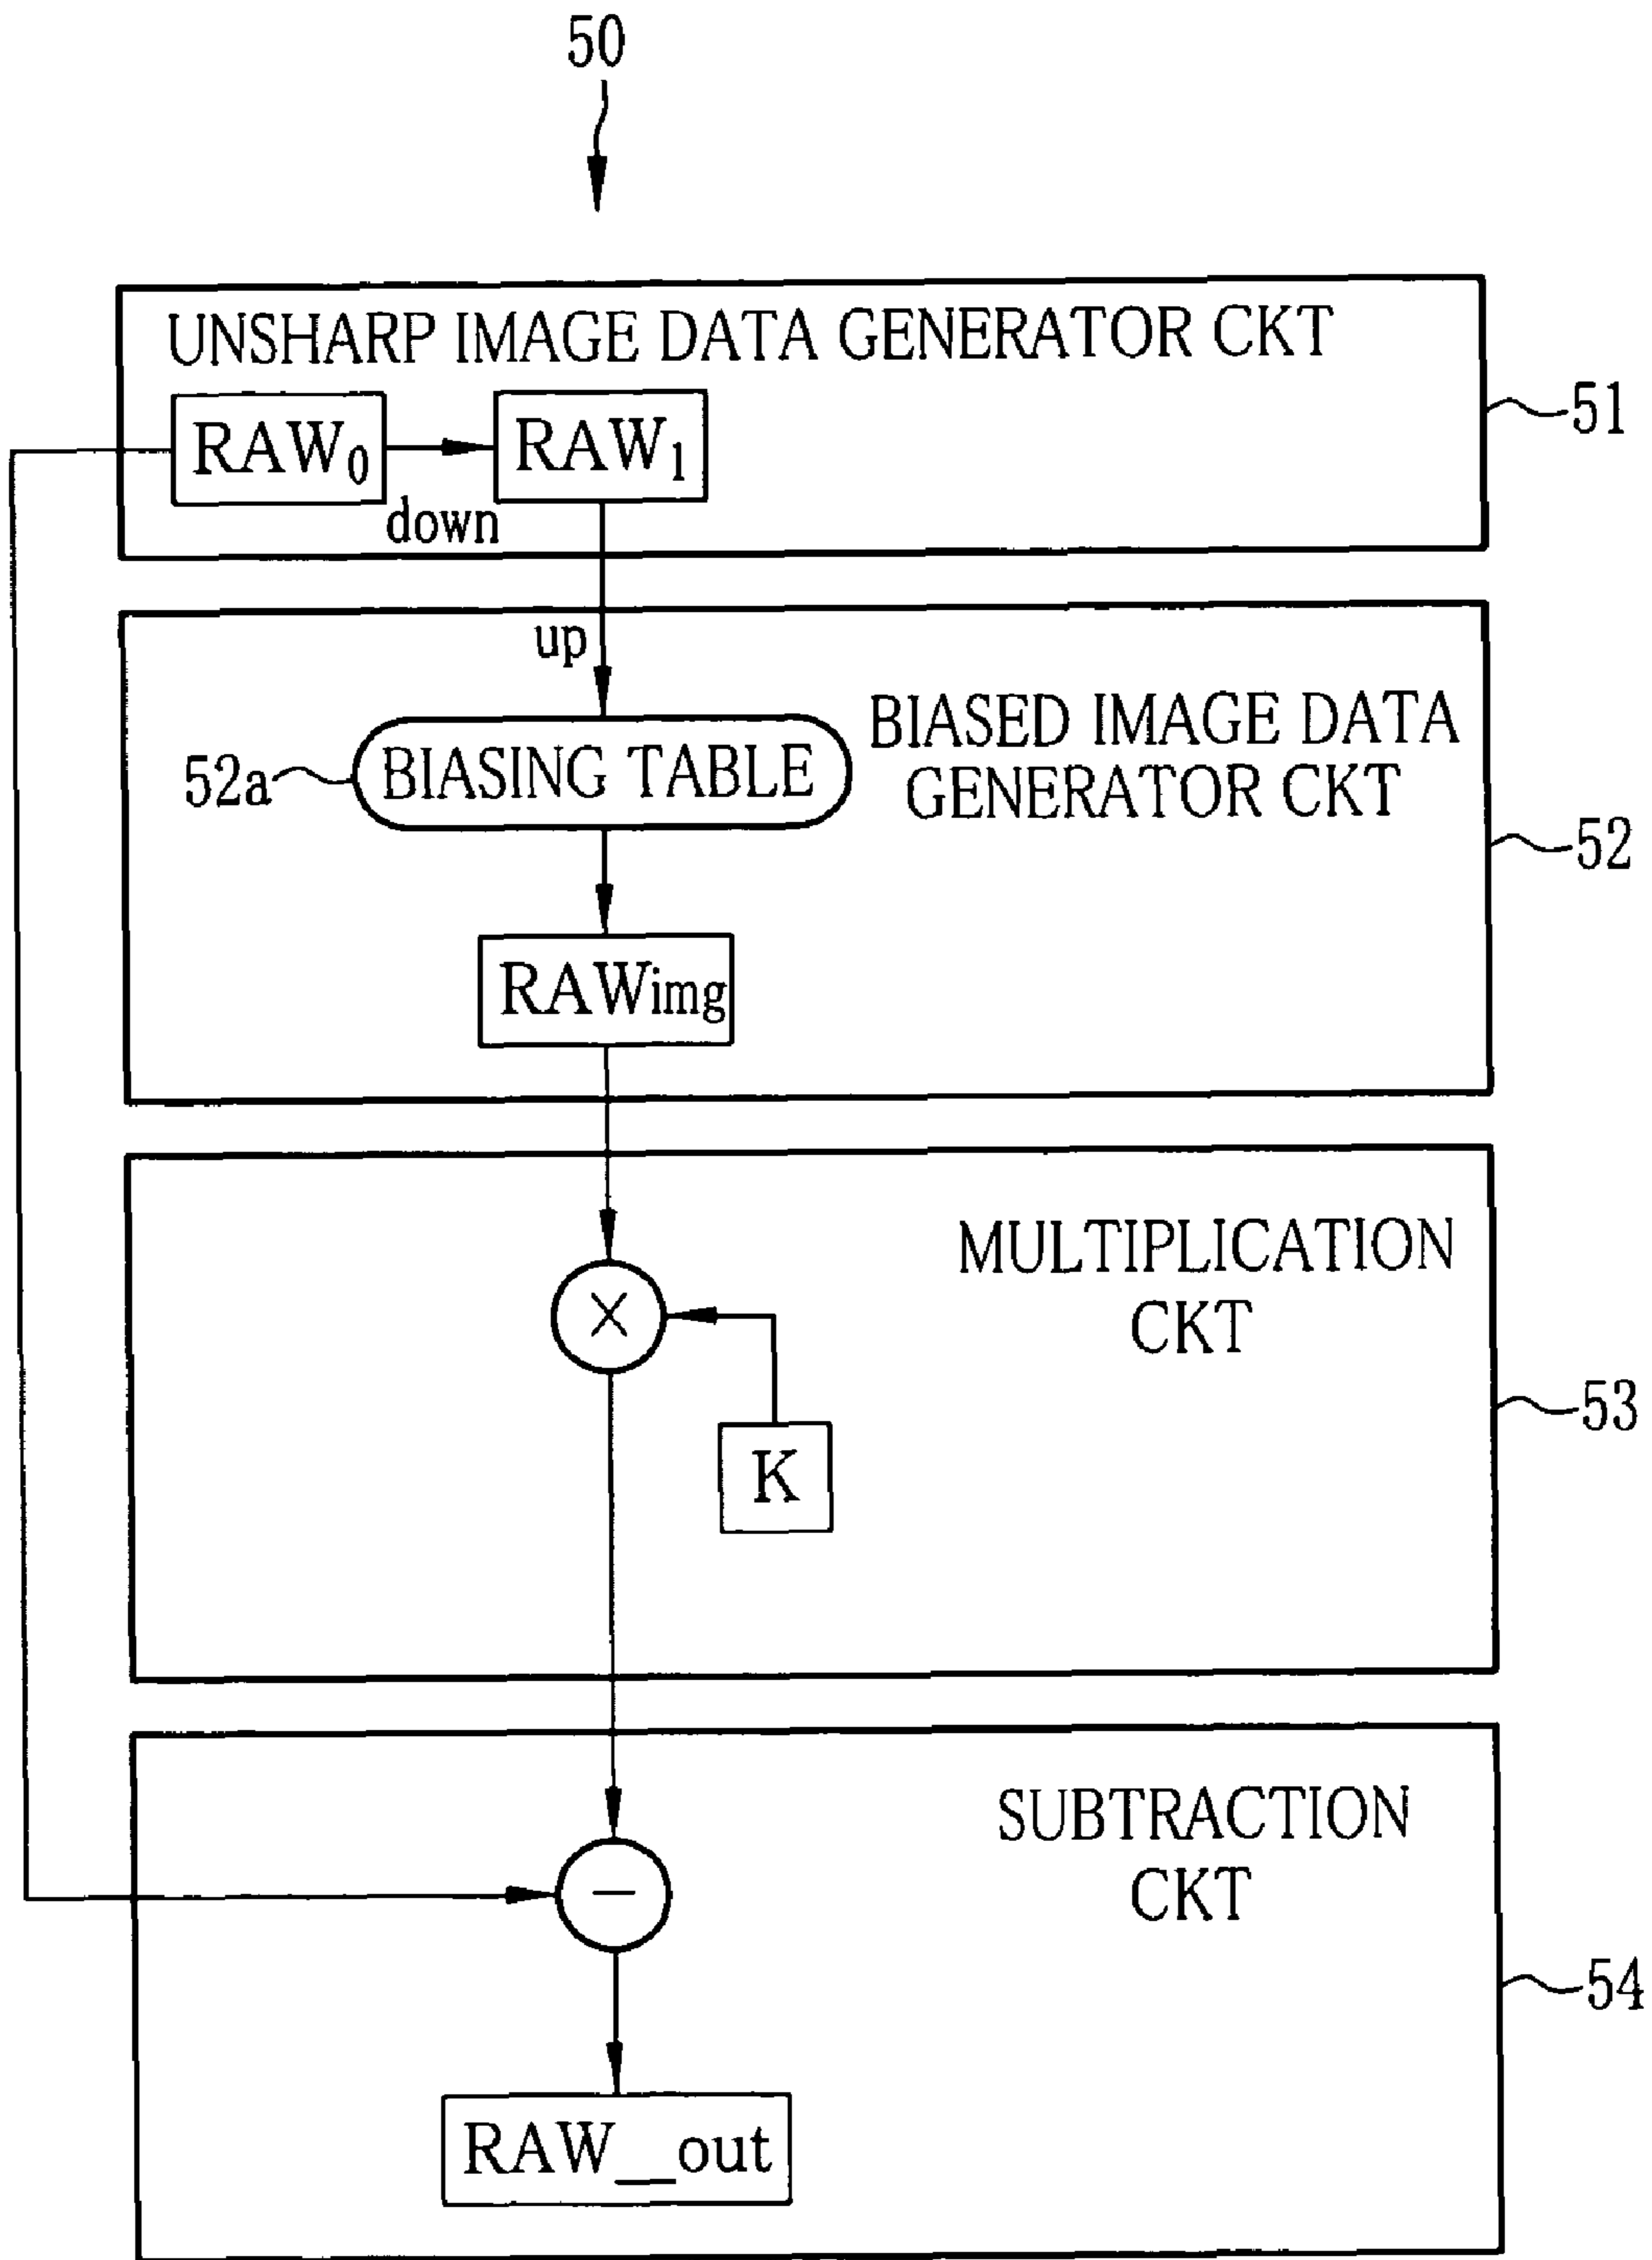 50
UNSHARP IMAGE DATA GENERATOR CKT
51
RAW₀
RAW₁
down
up
BIASED IMAGE DATA
GENERATOR CKT
52a
BIASING TABLE
52
RAWimg
MULTIPLICATION
CKT
×
53
K
SUBTRACTION
CKT
−
54
RAW__out